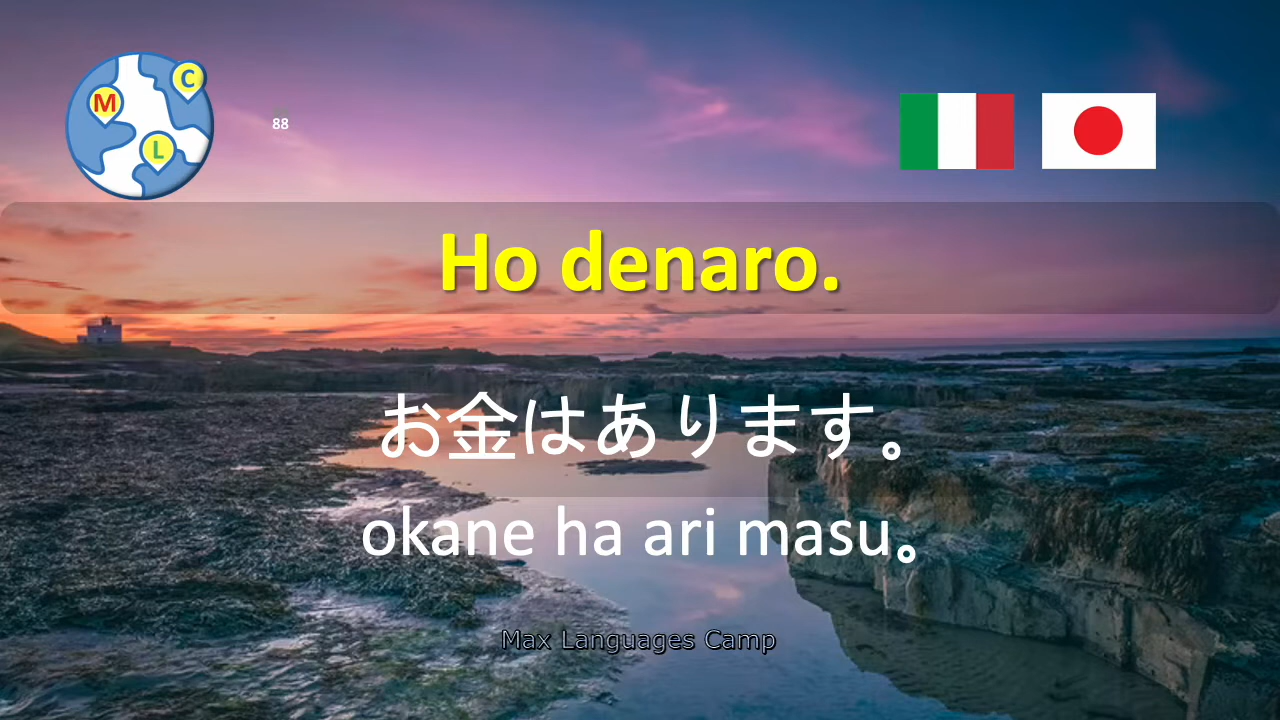 M
C
L
88
Ho denaro.
お金はあります。
okane ha ari masu。
Max Languages Camp